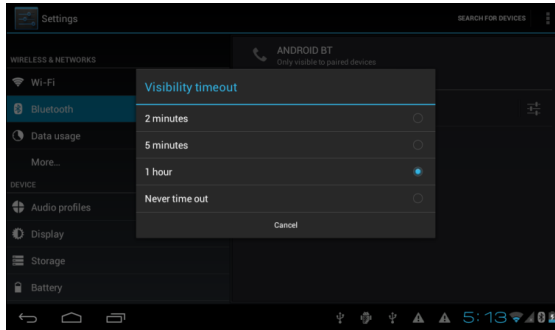 Settings
SEARCH FOR DEVICES
WIRELESS & NETWORKS
Wi-Fi
Bluetooth
Data usage
More...
DEVICE
Audio profiles
Display
Storage
Battery
ANDROID BT
Only visible to paired devices
Visibility timeout
2 minutes
5 minutes
1 hour
Never time out
Cancel
5:13